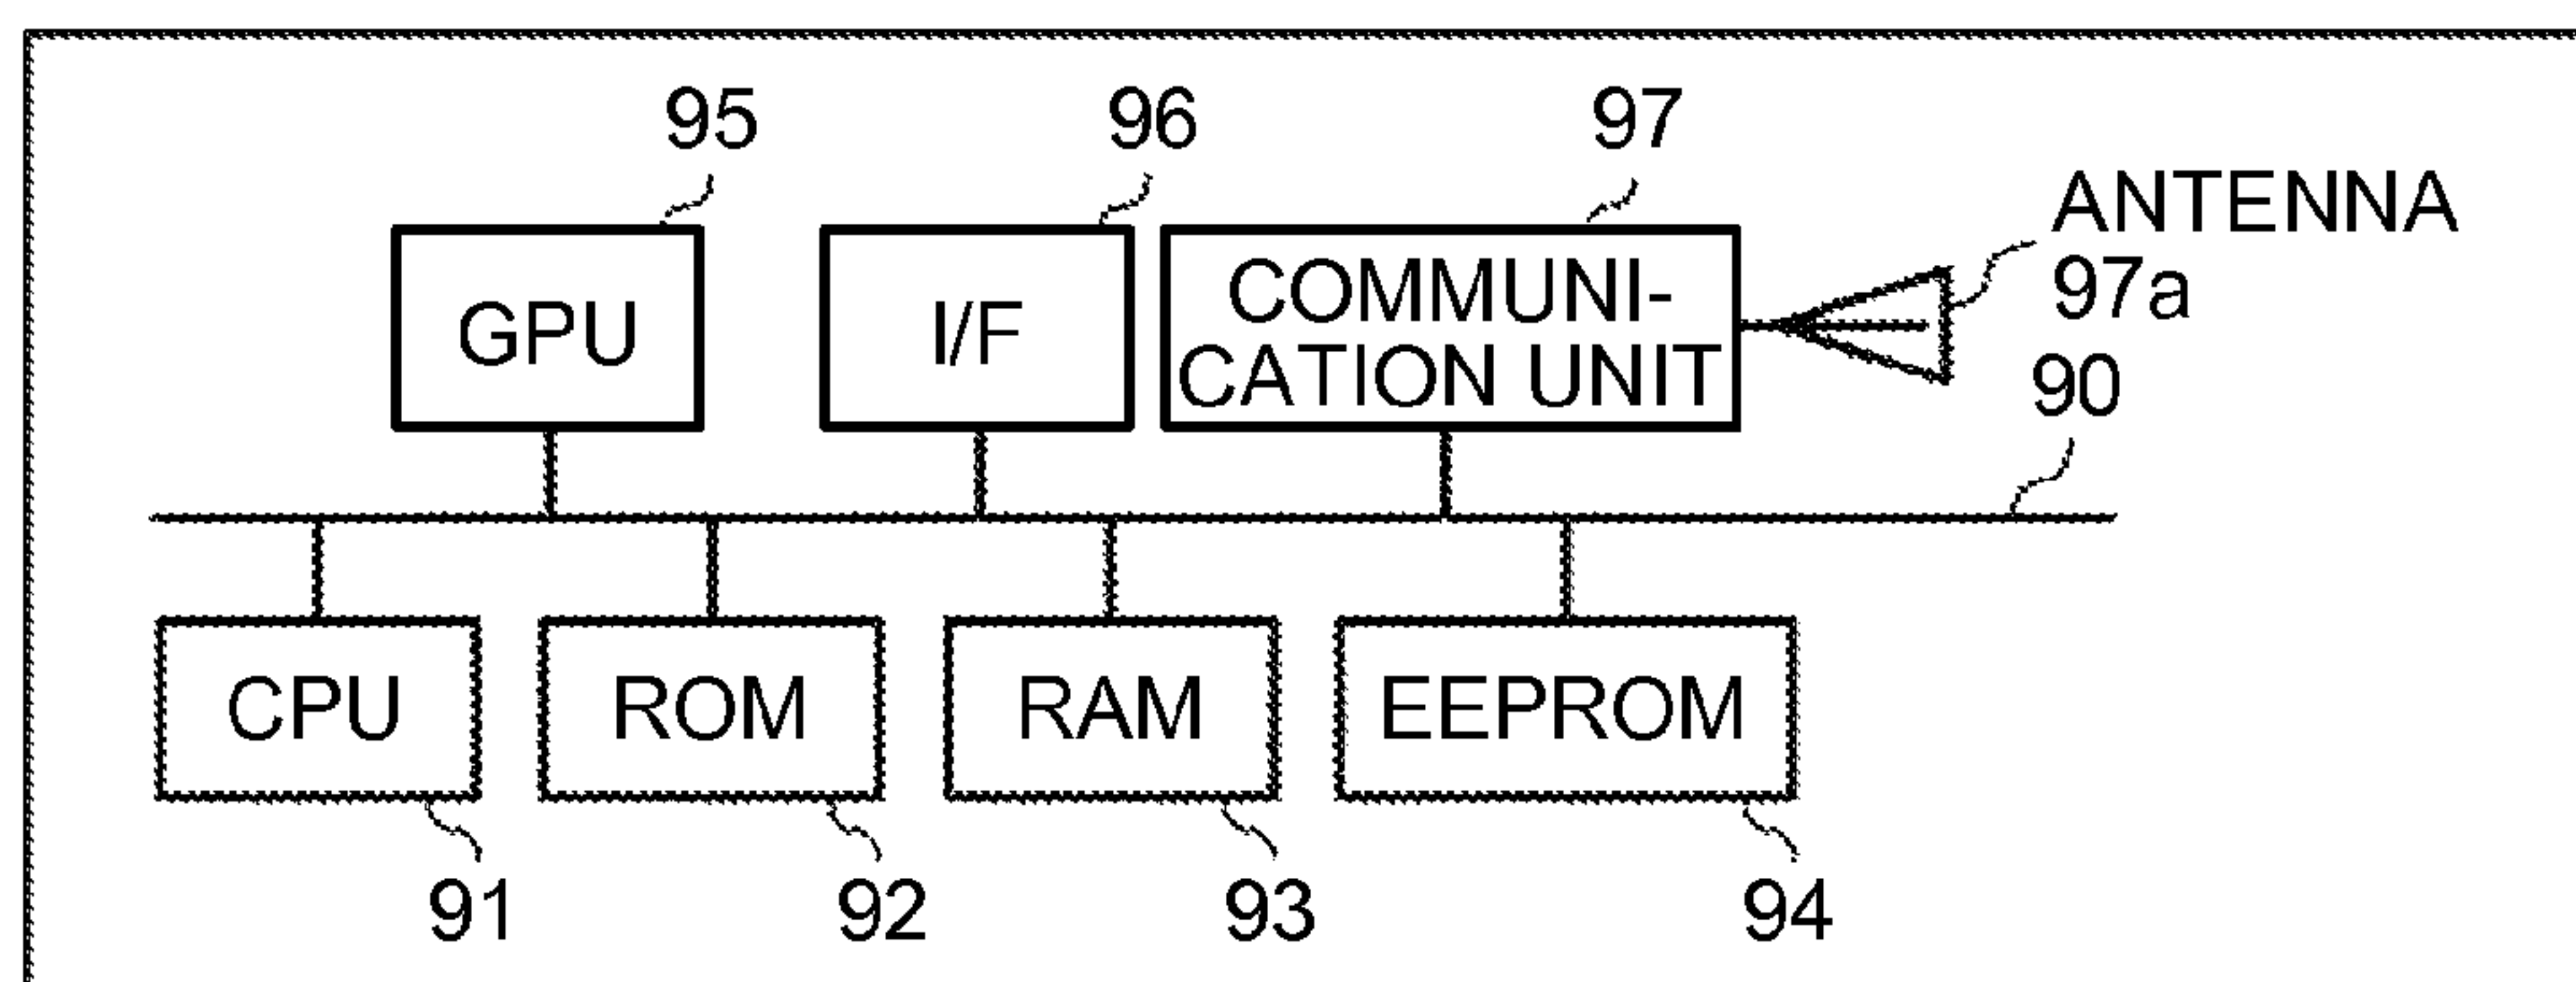 95 96 97
ANTENNA
97a
GPU I/F COMMUNI-
CATION UNIT
90
CPU ROM RAM EEPROM
91 92 93 94